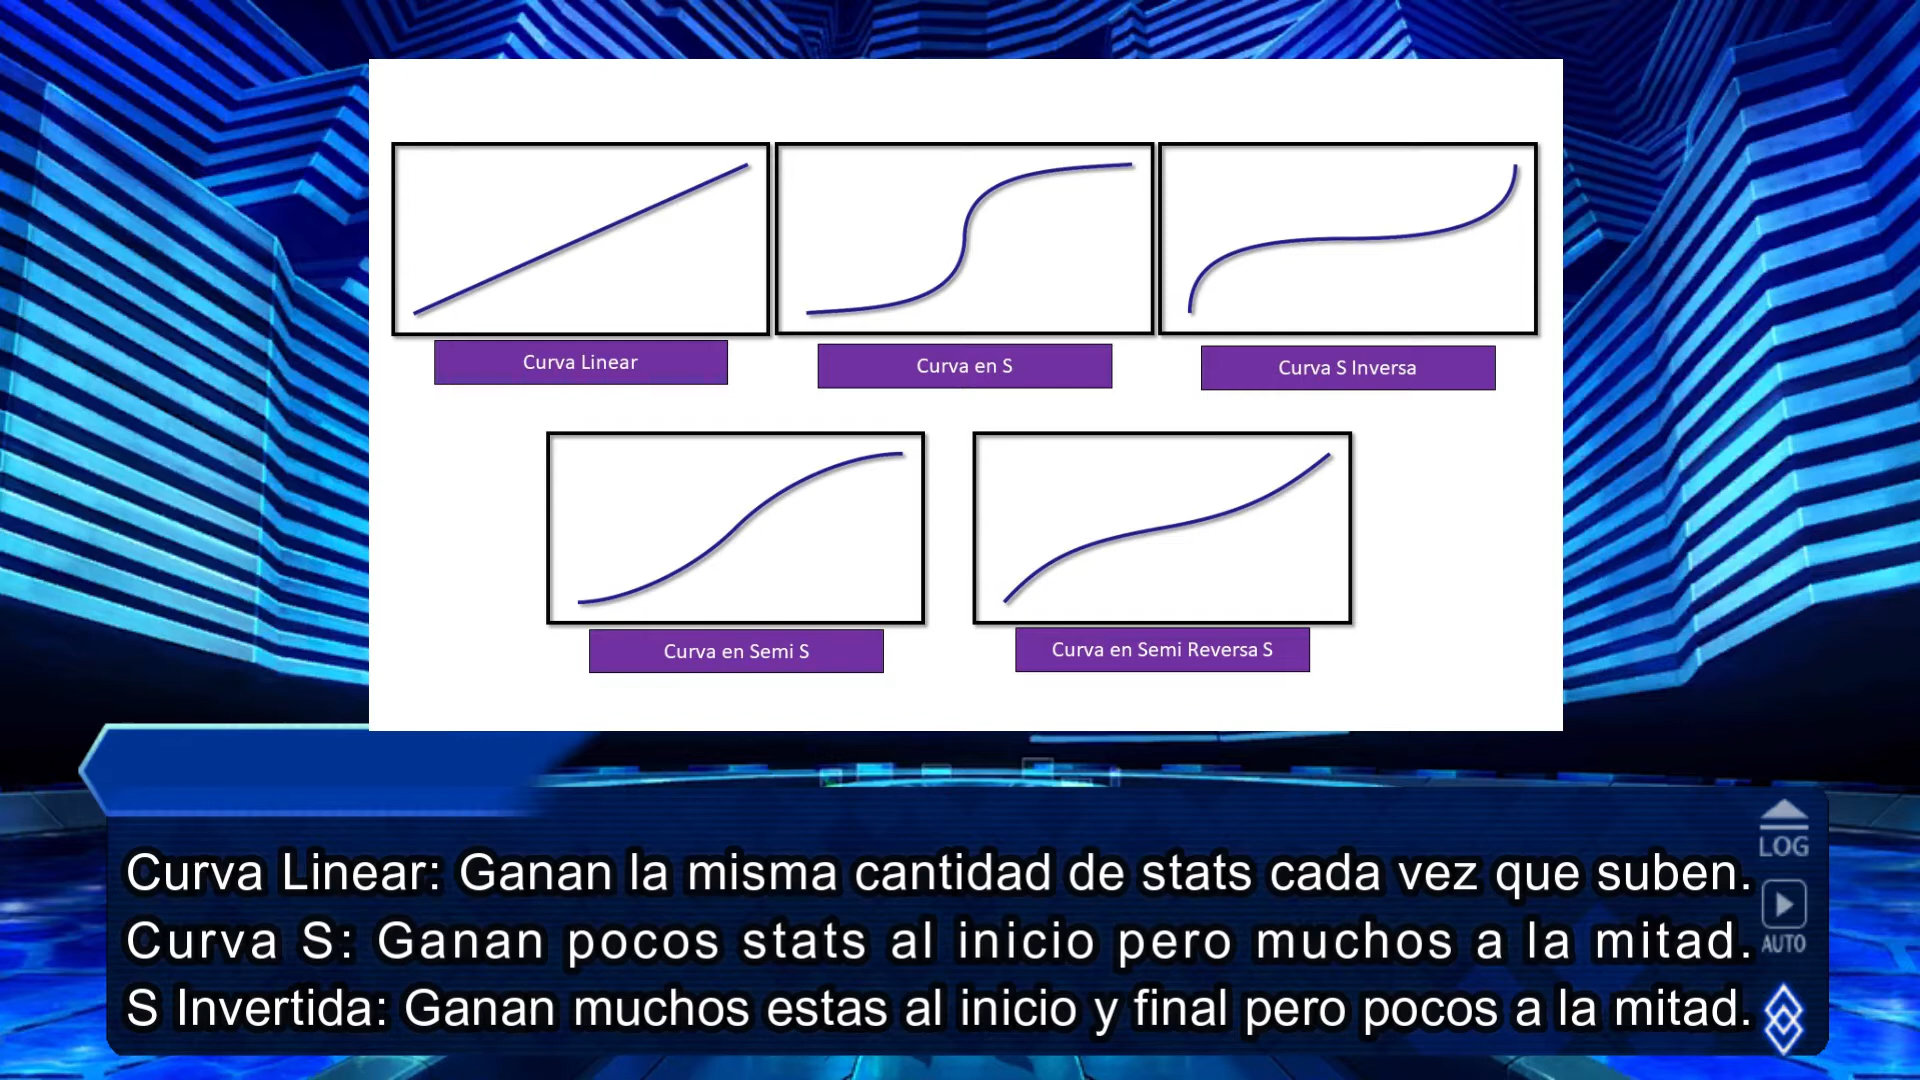 Curva Linear
Curva en S
Curva S Inversa
Curva en Semi S
Curva en Semi Reversa S
Curva Linear: Ganan la misma cantidad de stats cada vez que suben.
Curva S: Ganan pocos stats al inicio pero muchos a la mitad.
S Invertida: Ganan muchos estas al inicio y final pero pocos a la mitad.
LOG
AUTO